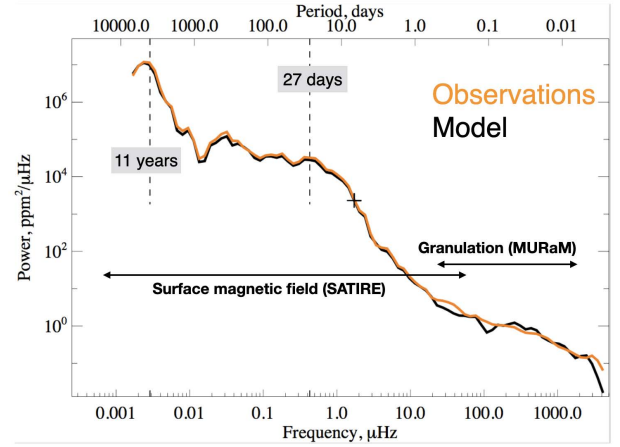 Period, days
10000.0 1000.0 100.0 10.0 1.0 0.1 0.01
27 days
Observations
Model
11 years
Granulation (MURaM)
Surface magnetic field (SATIRE)
Power, ppm²/μHz
10⁶
10⁴
10²
10⁰
0.001 0.01 0.1 1.0 10.0 100.0 1000.0
Frequency, μHz